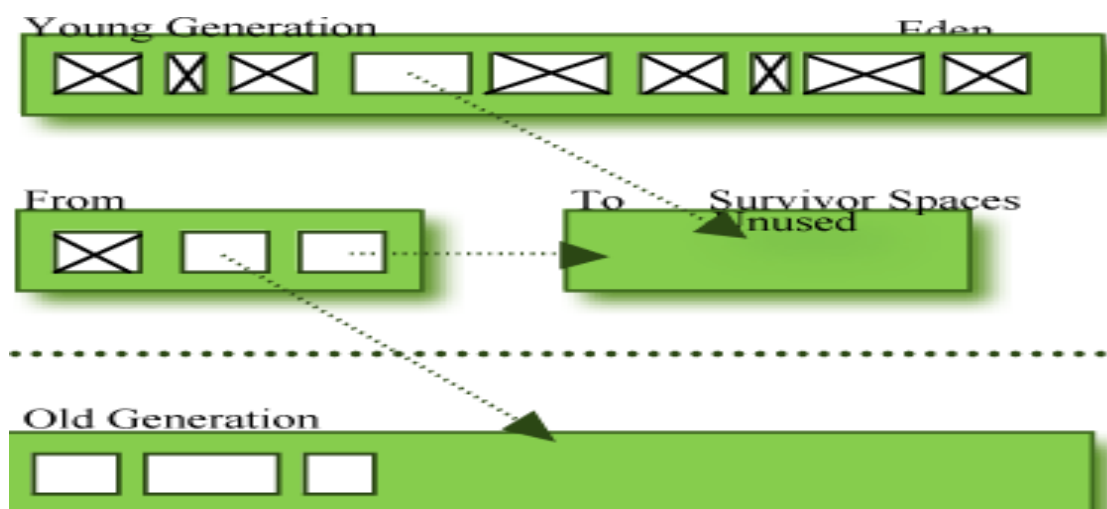 Young Generation Eden
From To Survivor Spaces
Unused
Old Generation